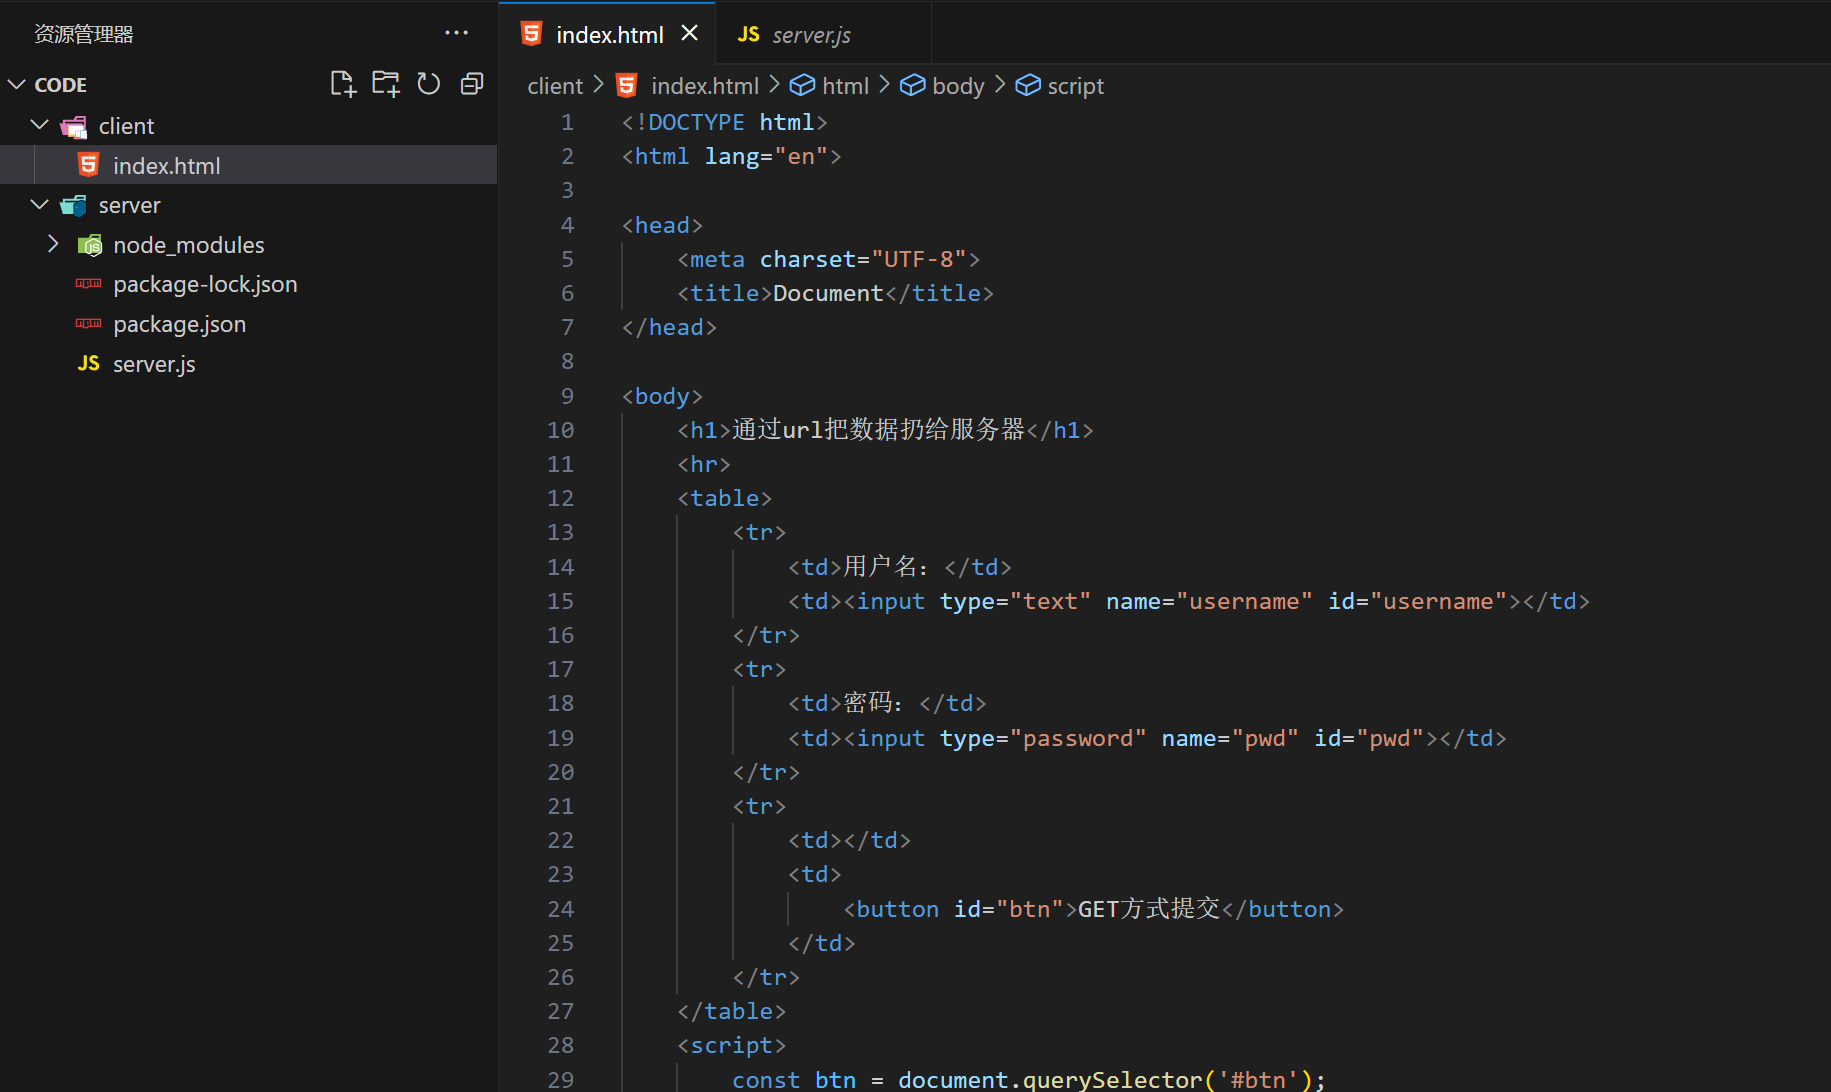 资源管理器
CODE
client
index.html
server
node_modules
package-lock.json
package.json
JS server.js
index.html
JS server.js
client > index.html > html > body > script
1 <!DOCTYPE html>
2 <html lang="en">
3
4 <head>
5 <meta charset="UTF-8">
6 <title>Document</title>
7 </head>
8
9 <body>
10 <h1>通过url把数据扔给服务器</h1>
11 <hr>
12 <table>
13 <tr>
14 <td>用户名：</td>
15 <td><input type="text" name="username" id="username"></td>
16 </tr>
17 <tr>
18 <td>密码：</td>
19 <td><input type="password" name="pwd" id="pwd"></td>
20 </tr>
21 <tr>
22 <td></td>
23 <td>
24 <button id="btn">GET方式提交</button>
25 </td>
26 </tr>
27 </table>
28 <script>
29 const btn = document.querySelector('#btn');